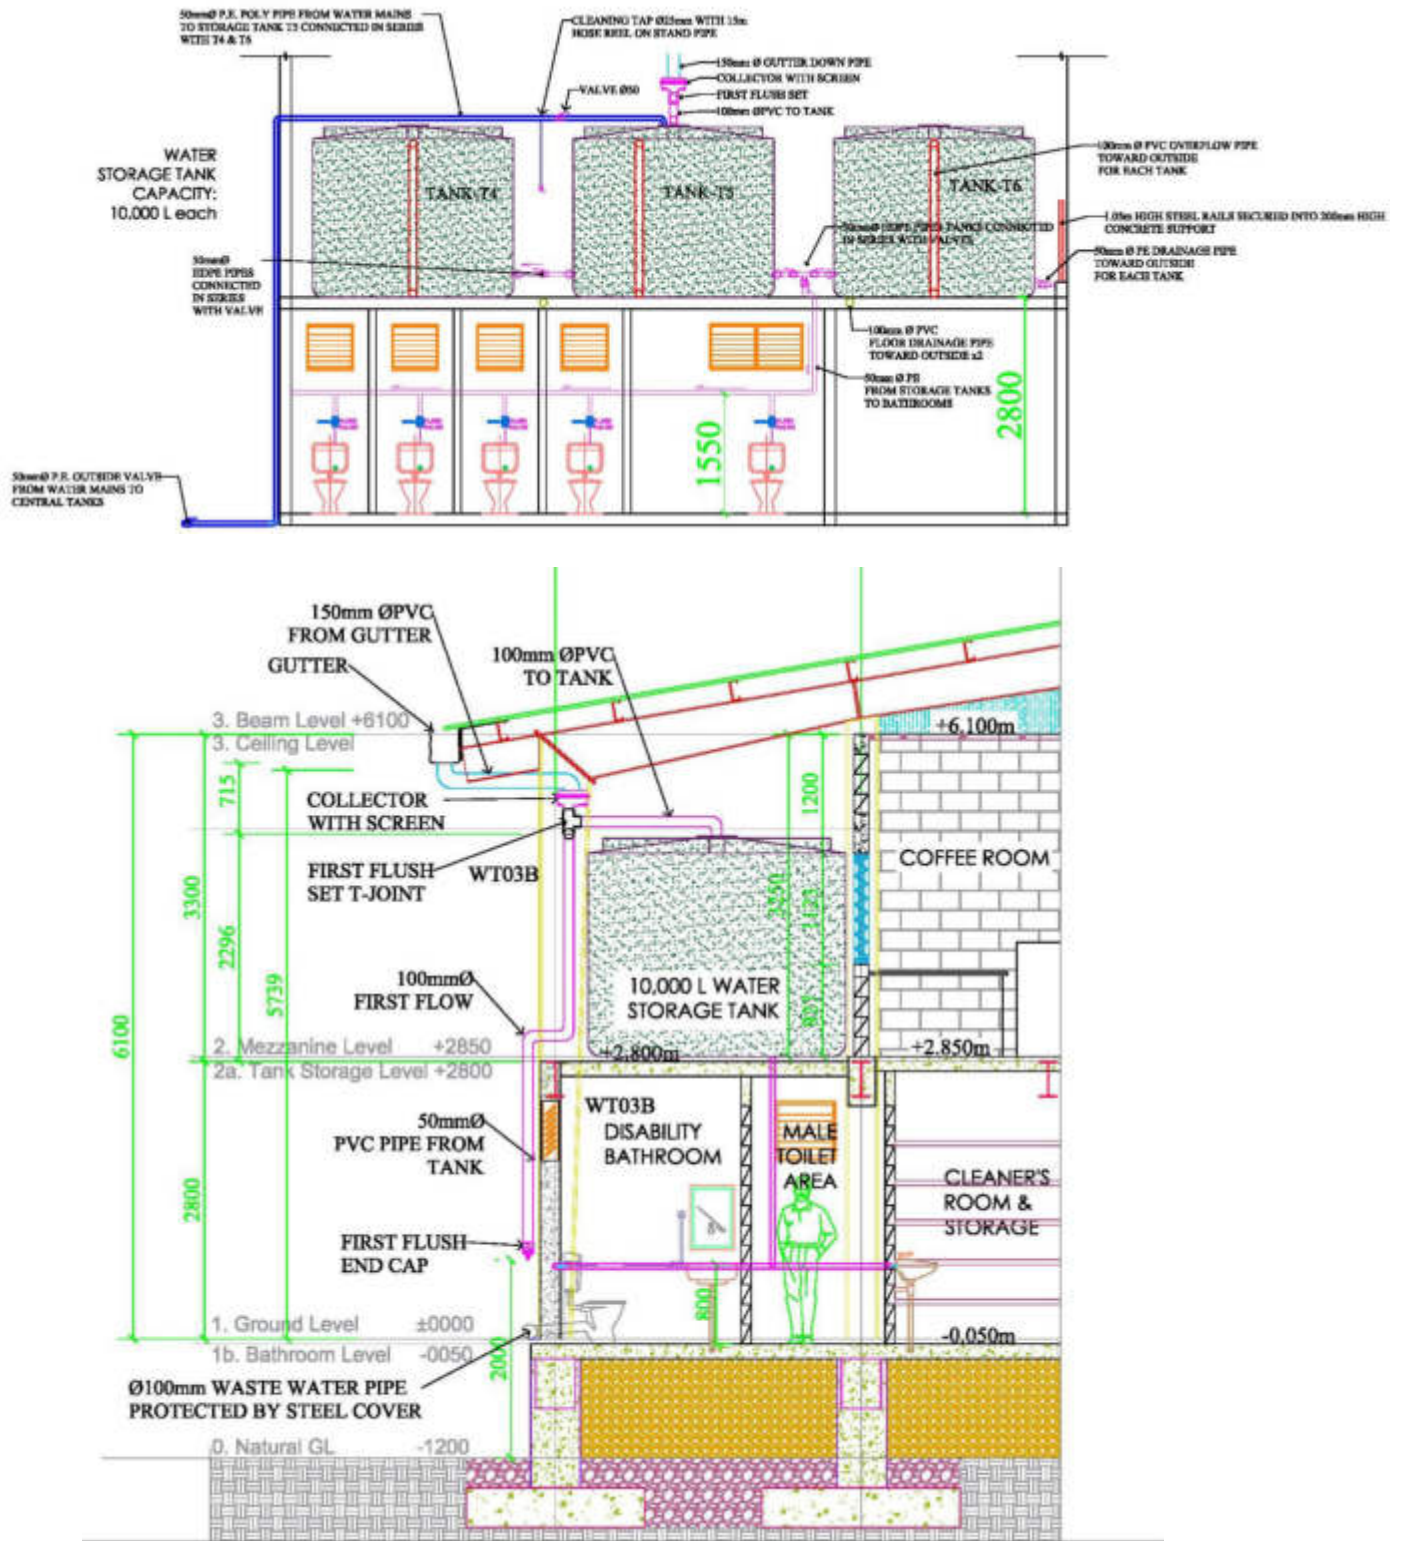 50mmØ P.E. POLY PIPE FROM WATER MAINS
TO STORAGE TANK T5 CONNECTED IN SERIES
WITH T4 & T6
CLEANING TAP Ø25mm WITH 15m
HOSE REEL ON STAND PIPE
VALVE Ø50
150mm Ø GUTTER DOWN PIPE
COLLECTOR WITH SCREEN
FIRST FLUSH SET
100mm ØPVC TO TANK
WATER
STORAGE TANK
CAPACITY:
10,000 L each
TANK-T4
TANK-T5
TANK-T6
100mm Ø PVC OVERFLOW PIPE
TOWARD OUTSIDE
FOR EACH TANK
1.05m HIGH STEEL RAILS SECURED INTO 200mm HIGH
CONCRETE SUPPORT
50mmØ HDPE PIPES TANKS CONNECTED
IN SERIES WITH VALVES
50mm Ø PE DRAINAGE PIPE
TOWARD OUTSIDE
FOR EACH TANK
50mmØ
HDPE PIPES
CONNECTED
IN SERIES
WITH VALVE
100mm Ø PVC
FLOOR DRAINAGE PIPE
TOWARD OUTSIDE x2
50mm Ø PE
FROM STORAGE TANKS
TO BATHROOMS
1550
2800
50mmØ P.E. OUTSIDE VALVE
FROM WATER MAINS TO
CENTRAL TANKS
150mm ØPVC
FROM GUTTER
GUTTER
100mm ØPVC
TO TANK
3. Beam Level +6100
3. Ceiling Level
+6,100m
715
1200
COLLECTOR
WITH SCREEN
FIRST FLUSH
SET T-JOINT
WT03B
COFFEE ROOM
3300
2296
5739
6100
10,000 L WATER
STORAGE TANK
100mmØ
FIRST FLOW
2. Mezzanine Level +2850
2a. Tank Storage Level +2800
+2.800m
+2.850m
50mmØ
PVC PIPE FROM
TANK
WT03B
DISABILITY
BATHROOM
MALE
TOILET
AREA
CLEANER'S
ROOM &
STORAGE
2800
FIRST FLUSH
END CAP
800
1. Ground Level ±0000
1b. Bathroom Level -0050
-0,050m
2000
Ø100mm WASTE WATER PIPE
PROTECTED BY STEEL COVER
0. Natural GL -1200